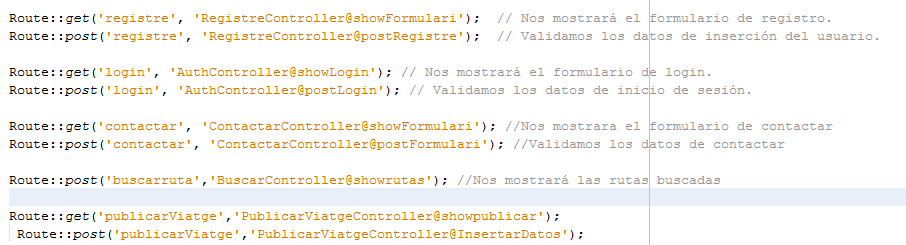 Route::get('registre', 'RegistreController@showFormulari');  // Nos mostrará el formulario de registro.
Route::post('registre', 'RegistreController@postRegistre');  // Validamos los datos de inserción del usuario.
Route::get('login', 'AuthController@showLogin'); // Nos mostrará el formulario de login.
Route::post('login', 'AuthController@postLogin'); // Validamos los datos de inicio de sesión.
Route::get('contactar', 'ContactarController@showFormulari'); //Nos mostrara el formulario de contactar
Route::post('contactar', 'ContactarController@postFormulari'); //Validamos los datos de contactar
Route::post('buscarruta','BuscarController@showrutas'); //Nos mostrará las rutas buscadas
Route::get('publicarViatge','PublicarViatgeController@showpublicar');
 Route::post('publicarViatge','PublicarViatgeController@InsertarDatos');